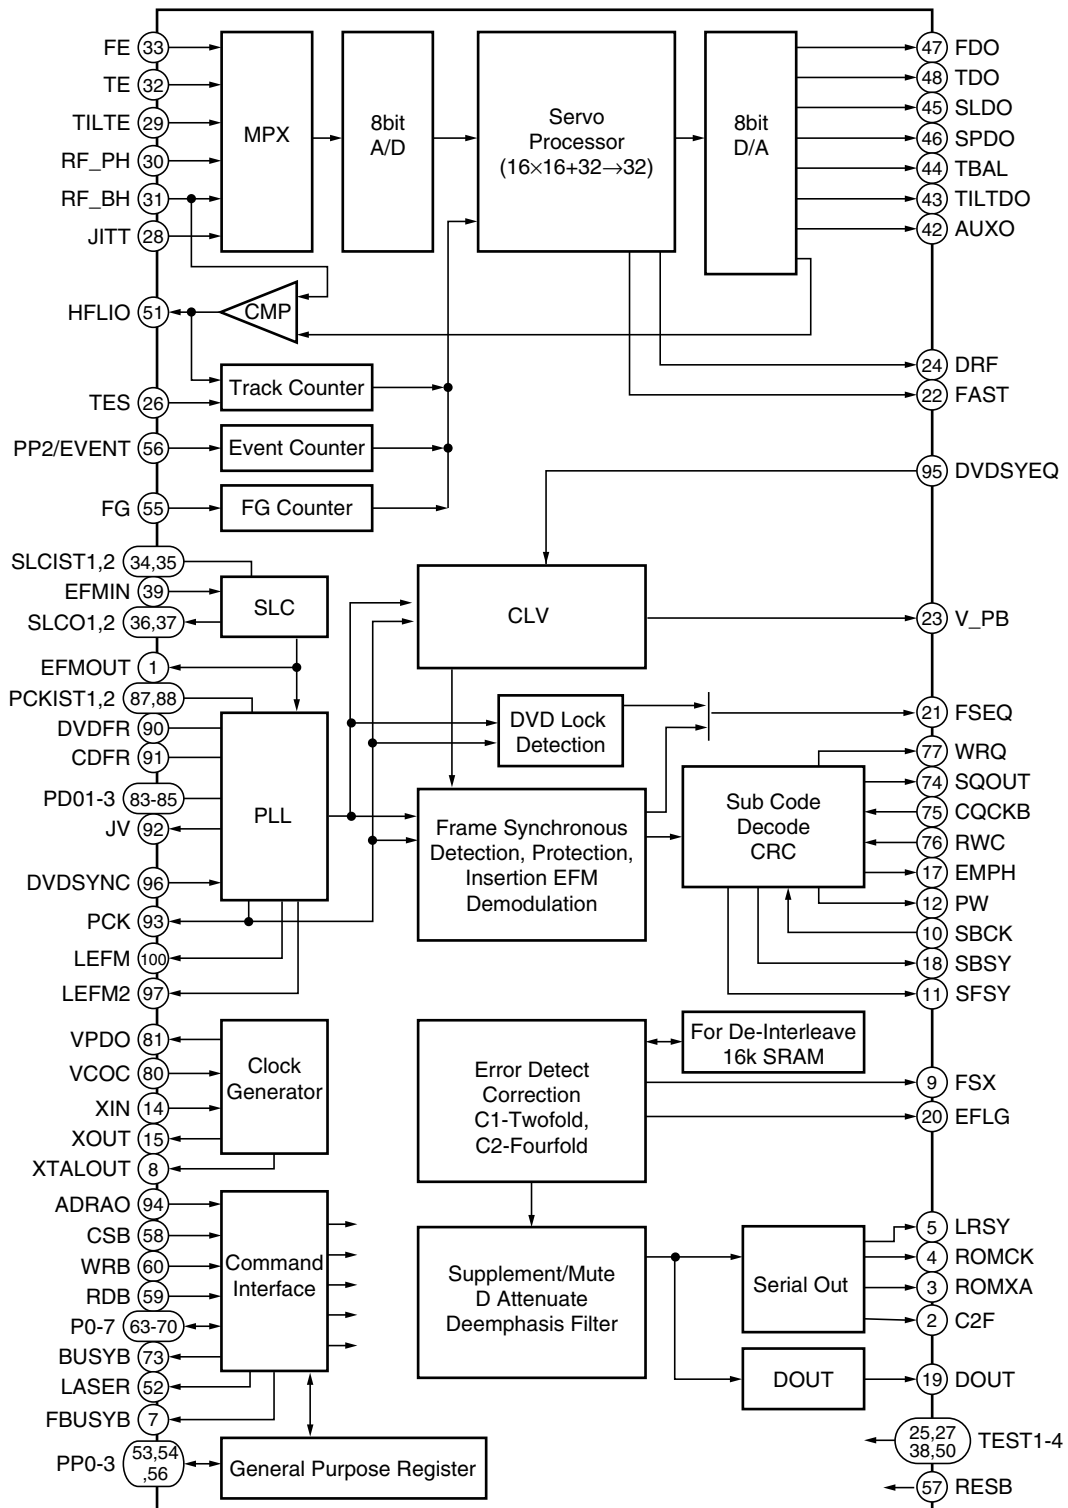 FE 33
TE 32
TILTE 29
RF_PH 30
RF_BH 31
JITT 28
HFLIO 51
TES 26
PP2/EVENT 56
FG 55
SLCIST1,2 34,35
EFMIN 39
SLCO1,2 36,37
EFMOUT 1
PCKIST1,2 87,88
DVDFR 90
CDFR 91
PD01-3 83-85
JV 92
DVDSYNC 96
PCK 93
LEFM 100
LEFM2 97
VPDO 81
VCOC 80
XIN 14
XOUT 15
XTALOUT 8
ADRAO 94
CSB 58
WRB 60
RDB 59
P0-7 63-70
BUSYB 73
LASER 52
FBUSYB 7
PP0-3 53,54
,56
MPX
8bit
A/D
Servo
Processor
(16×16+32→32)
8bit
D/A
CMP
Track Counter
Event Counter
FG Counter
SLC
CLV
DVD Lock
Detection
PLL
Frame Synchronous
Detection, Protection,
Insertion EFM
Demodulation
Sub Code
Decode
CRC
Clock
Generator
Error Detect
Correction
C1-Twofold,
C2-Fourfold
For De-Interleave
16k SRAM
Command
Interface
Supplement/Mute
D Attenuate
Deemphasis Filter
Serial Out
DOUT
General Purpose Register
47 FDO
48 TDO
45 SLDO
46 SPDO
44 TBAL
43 TILTDO
42 AUXO
24 DRF
22 FAST
95 DVDSYEQ
23 V_PB
21 FSEQ
77 WRQ
74 SQOUT
75 CQCKB
76 RWC
17 EMPH
12 PW
10 SBCK
18 SBSY
11 SFSY
9 FSX
20 EFLG
5 LRSY
4 ROMCK
3 ROMXA
2 C2F
19 DOUT
25,27
38,50 TEST1-4
57 RESB